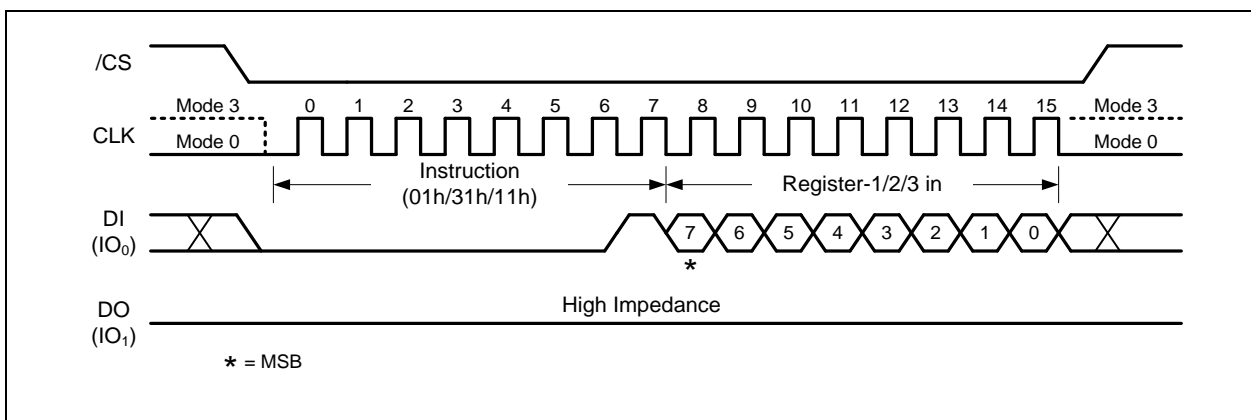 /CS
Mode 3 0 1 2 3 4 5 6 7 8 9 10 11 12 13 14 15 Mode 3
CLK
Mode 0 Mode 0
Instruction
(01h/31h/11h)
Register-1/2/3 in
DI
(IO₀)
7 6 5 4 3 2 1 0
*
High Impedance
DO
(IO₁)
* = MSB